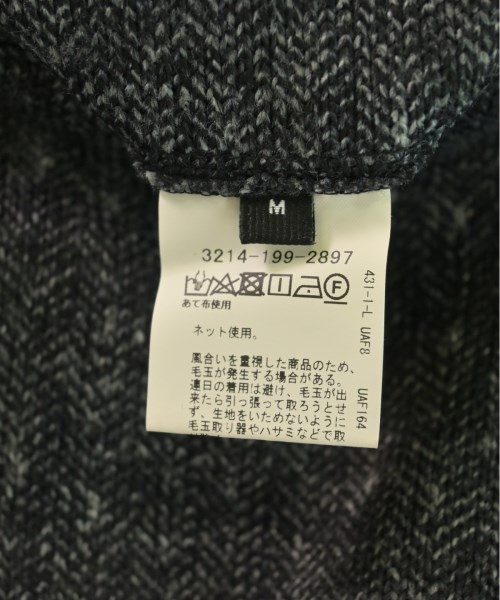 M
3214-199-2897
F
あて布使用
ネット使用。
風合いを重視した商品のため、
毛玉が発生する場合がある。
連日の着用は避け、毛玉が出
来たら引っ張って取ろうとせ
ず、生地をいためないように
毛玉取り器やハサミなどで取
431-1-L UAF8 UAF164